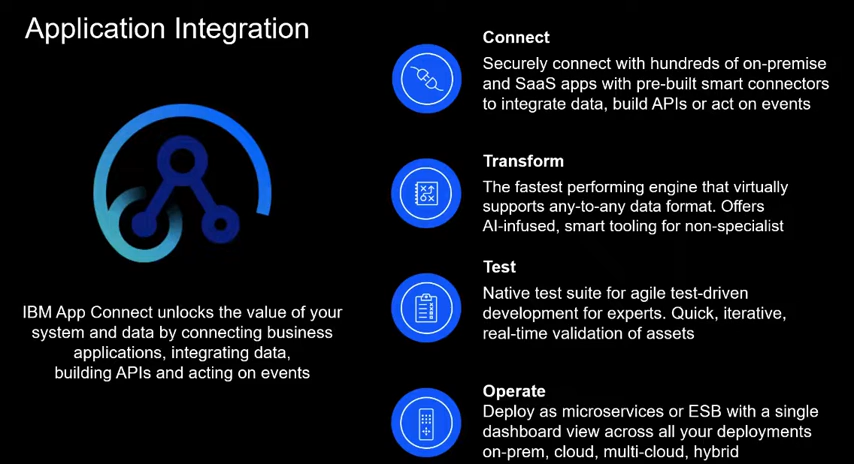 Application Integration
IBM App Connect unlocks the value of your
system and data by connecting business
applications, integrating data,
building APIs and acting on events
Connect
Securely connect with hundreds of on-premise
and SaaS apps with pre-built smart connectors
to integrate data, build APIs or act on events
Transform
The fastest performing engine that virtually
supports any-to-any data format. Offers
AI-infused, smart tooling for non-specialist
Test
Native test suite for agile test-driven
development for experts. Quick, iterative,
real-time validation of assets
Operate
Deploy as microservices or ESB with a single
dashboard view across all your deployments
on-prem, cloud, multi-cloud, hybrid